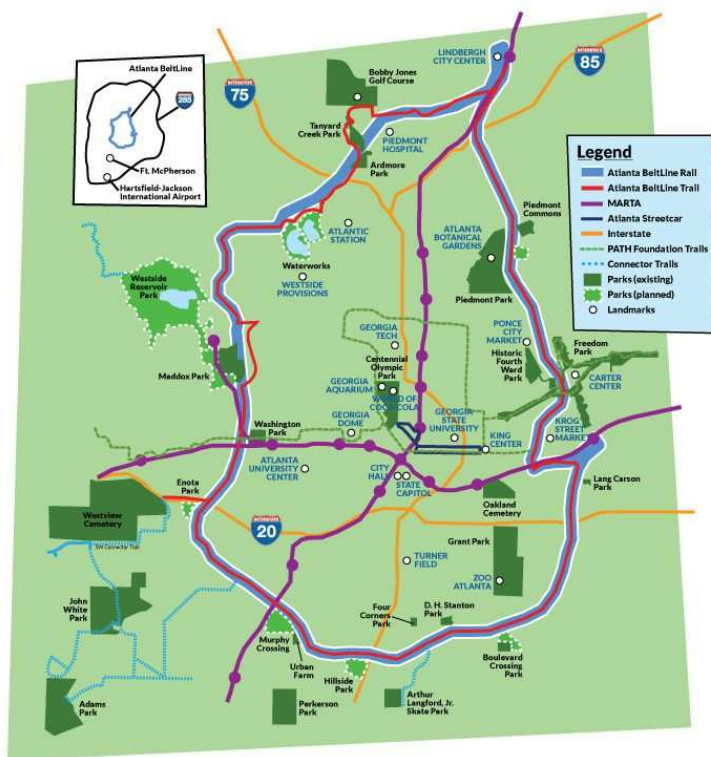 Atlanta BeltLine
INTERSTATE
285
Ft. McPherson
Hartsfield-Jackson
International Airport
INTERSTATE
75
Bobby Jones
Golf Course
LINDBERGH
CITY CENTER
INTERSTATE
85
Tanyard
Creek Park
PIEDMONT
HOSPITAL
Ardmore Park
Legend
Atlanta BeltLine Rail
Atlanta BeltLine Trail
MARTA
Atlanta Streetcar
Interstate
PATH Foundation Trails
Connector Trails
Parks (existing)
Parks (planned)
Landmarks
Piedmont
Commons
ATLANTIC
STATION
ATLANTA
BOTANICAL
GARDENS
Waterworks
WESTSIDE
PROVISIONS
Piedmont Park
Westside
Reservoir
Park
GEORGIA
TECH
PONCE
CITY
MARKET
Freedom
Park
Historic
Fourth
Ward
Park
CARTER
CENTER
Maddox Park
Centennial
Olympic
Park
GEORGIA
AQUARIUM
WORLD OF
COCA COLA
Washington
Park
GEORGIA
DOME
GEORGIA
STATE
UNIVERSITY
KING
CENTER
KROG
STREET
MARKET
ATLANTA
UNIVERSITY
CENTER
CITY
HALL
STATE
CAPITOL
Enota
Park
Lang Carson
Park
Oakland
Cemetery
Westview
Cemetery
INTERSTATE
20
Grant Park
SW Connector Trail
TURNER
FIELD
ZOO
ATLANTA
John
White
Park
Four
Corners
Park
D. H. Stanton
Park
Murphy
Crossing
Urban
Farm
Hillside
Park
Boulevard
Crossing Park
Adams
Park
Perkerson
Park
Arthur
Langford, Jr.
Skate Park